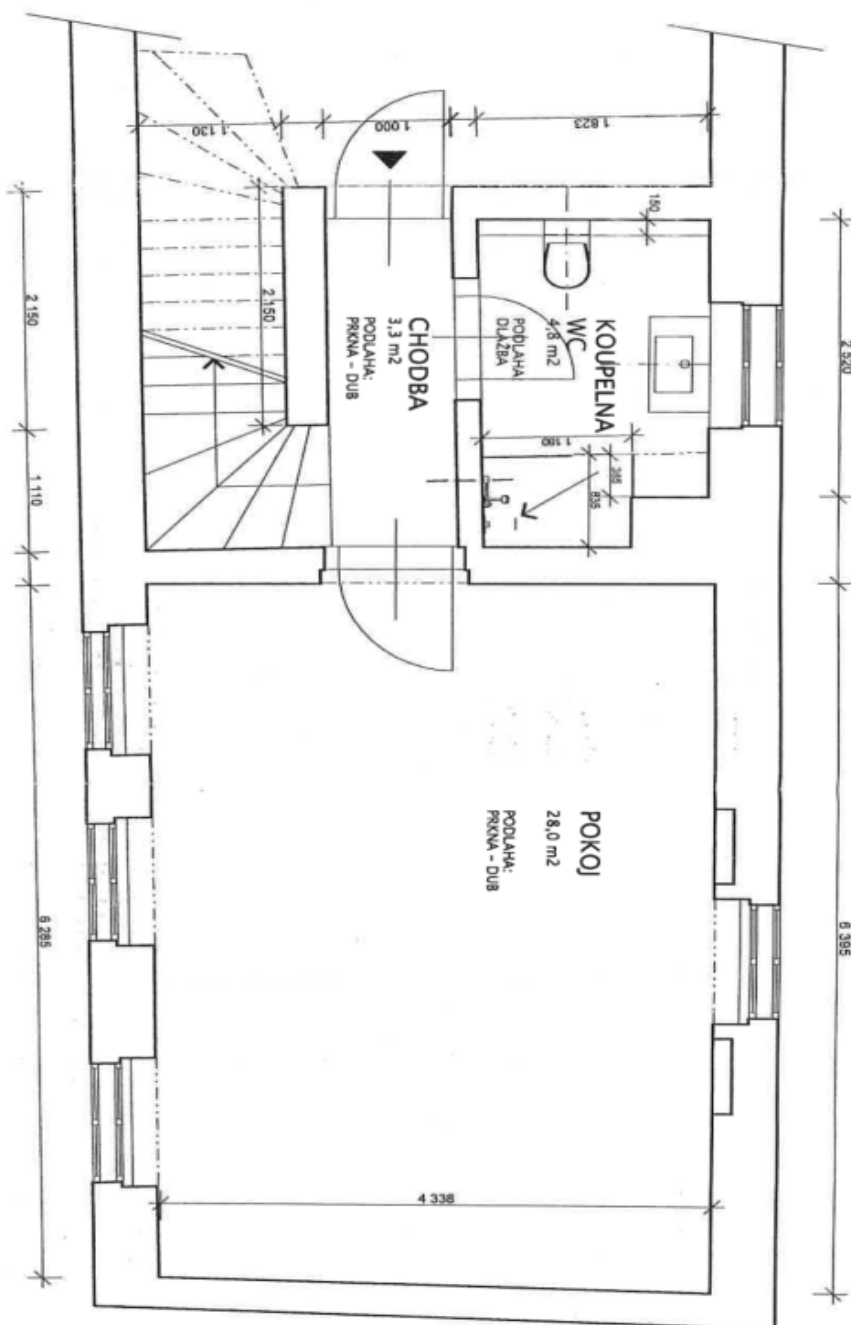 1 130
1 000
1 823
150
2 150
2 150
1 110
6 285
2 520
6 395
CHODBA
3,3 m2
PODLAHA:
PRKNA - DUB
KOUPELNA
WC
4,8 m2
PODLAHA:
DLAŽBA
1 180
385
835
POKOJ
28,0 m2
PODLAHA:
PRKNA - DUB
4 338